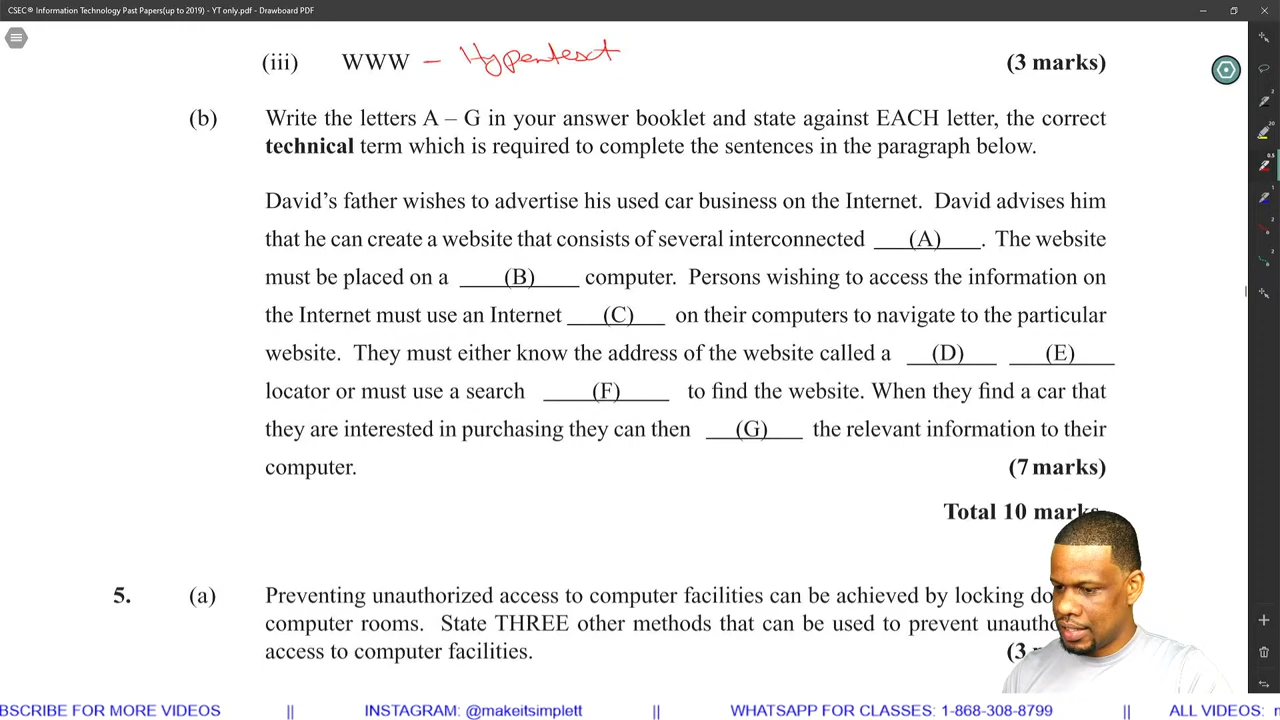 CSEC® Information Technology Past Papers(up to 2019) - YT only.pdf - Drawboard PDF
(iii) WWW - Hypertext (3 marks)
(b) Write the letters A – G in your answer booklet and state against EACH letter, the correct
technical term which is required to complete the sentences in the paragraph below.
David's father wishes to advertise his used car business on the Internet. David advises him
that he can create a website that consists of several interconnected (A) . The website
must be placed on a (B) computer. Persons wishing to access the information on
the Internet must use an Internet (C) on their computers to navigate to the particular
website. They must either know the address of the website called a (D) (E)
locator or must use a search (F) to find the website. When they find a car that
they are interested in purchasing they can then (G) the relevant information to their
computer. (7 marks)
Total 10 marks
5. (a) Preventing unauthorized access to computer facilities can be achieved by locking do
computer rooms. State THREE other methods that can be used to prevent unautho
access to computer facilities. (3
BSCRIBE FOR MORE VIDEOS || INSTAGRAM: @makeitsimplett || WHATSAPP FOR CLASSES: 1-868-308-8799 || ALL VIDEOS: